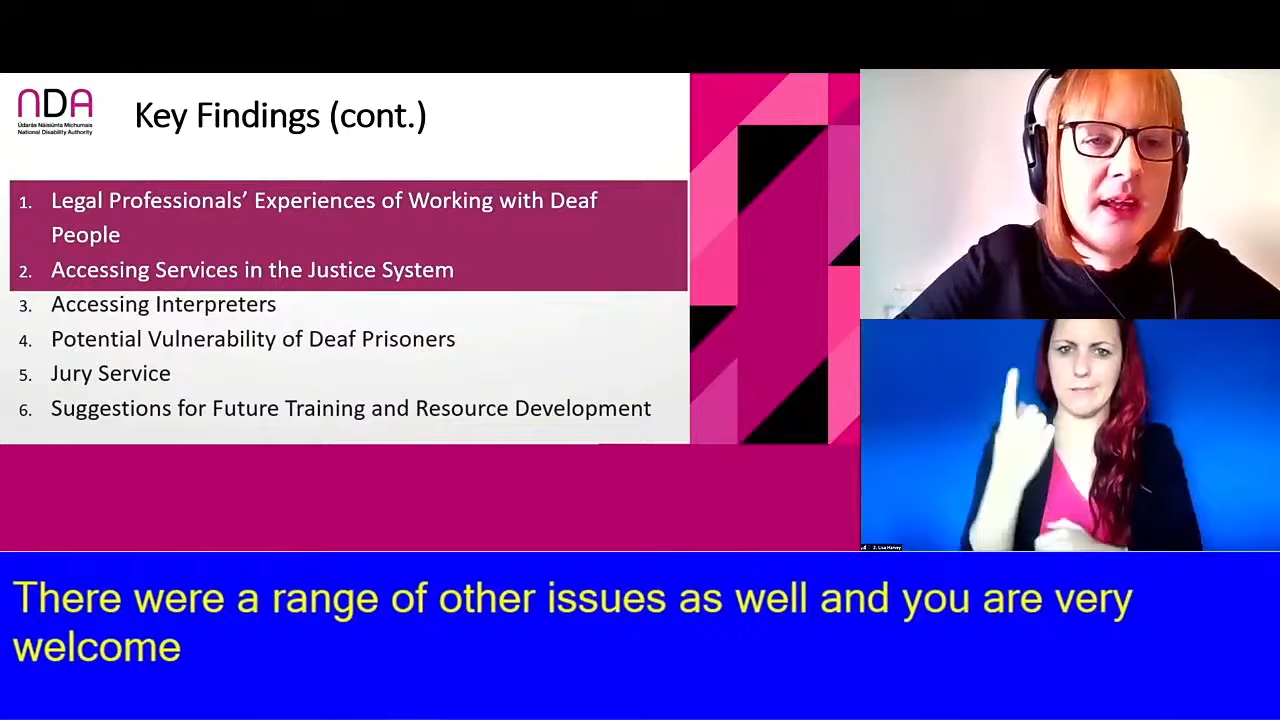 NDA
Údarás Náisiúnta Míchumais
National Disability Authority
Key Findings (cont.)
1. Legal Professionals’ Experiences of Working with Deaf
People
2. Accessing Services in the Justice System
3. Accessing Interpreters
4. Potential Vulnerability of Deaf Prisoners
5. Jury Service
6. Suggestions for Future Training and Resource Development
Lisa Harvey
There were a range of other issues as well and you are very
welcome